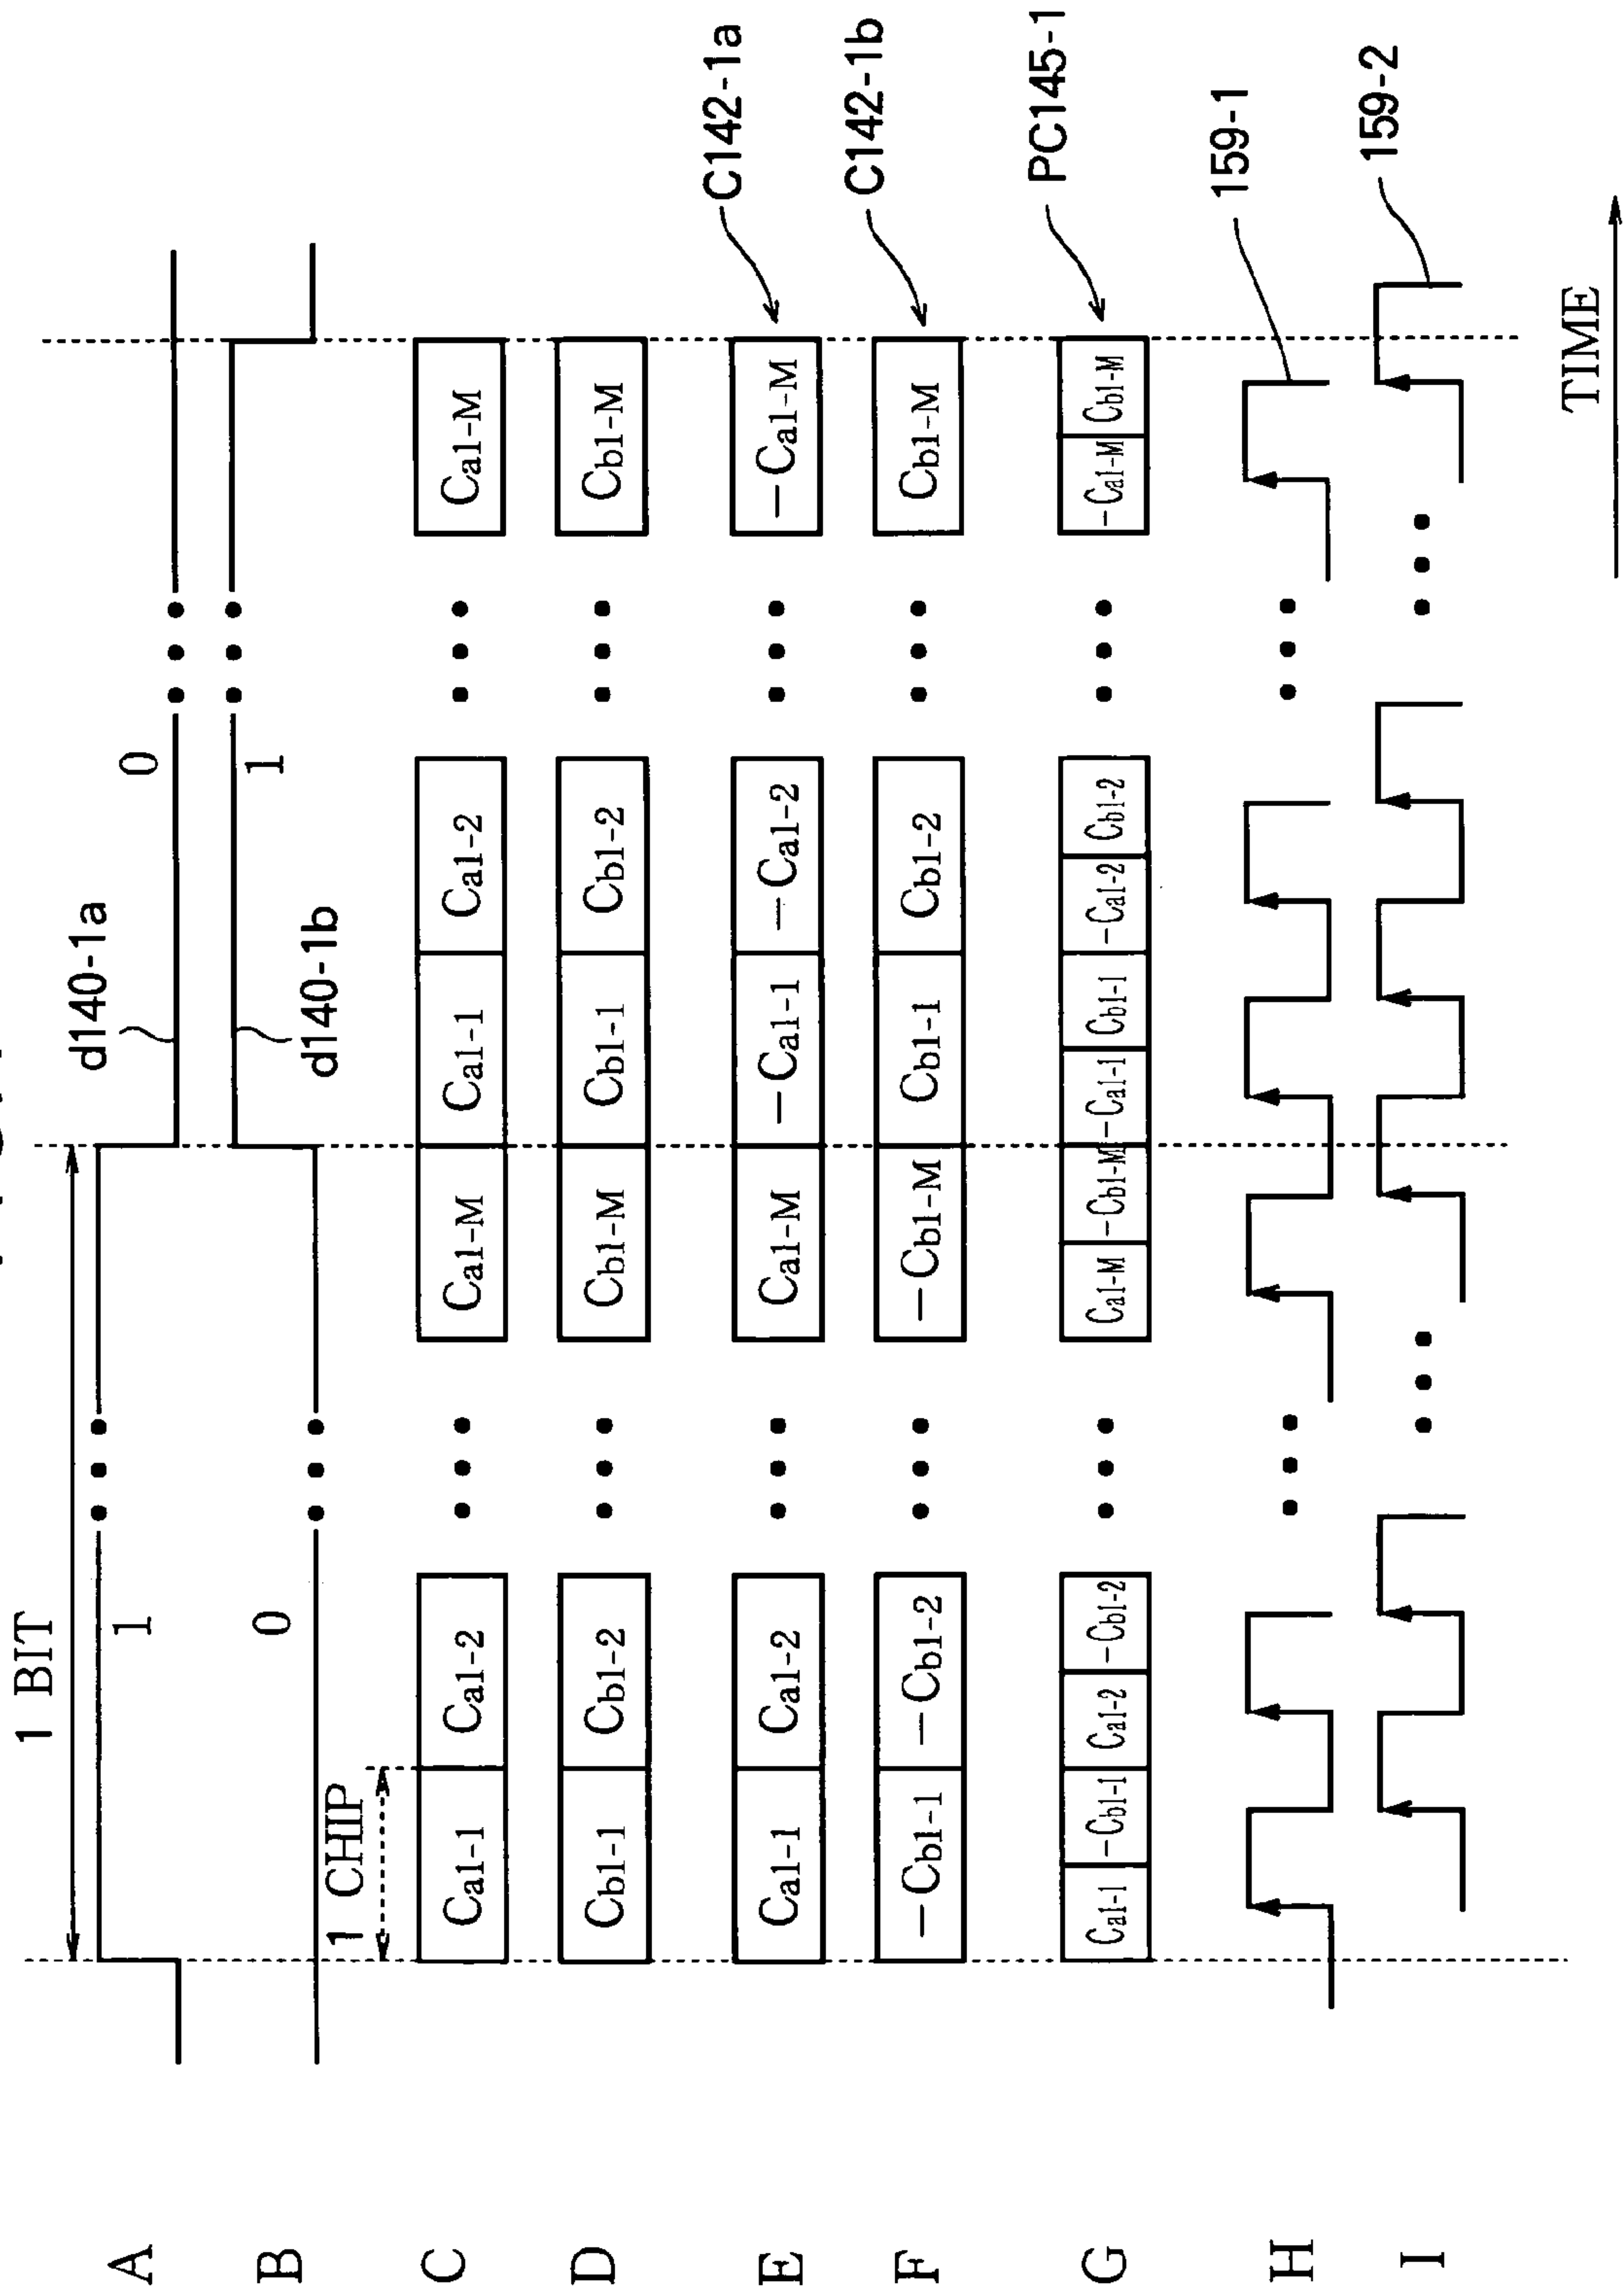 1 BIT
A
1
d140-1a
0
B
0
d140-1b
1
1 CHIP
C
Ca1-1 Ca1-2 Ca1-M Ca1-1 Ca1-2 Ca1-M
D
Cb1-1 Cb1-2 Cb1-M Cb1-1 Cb1-2 Cb1-M
C142-1a
E
Ca1-1 Ca1-2 Ca1-M -Ca1-1 -Ca1-2 -Ca1-M
C142-1b
F
-Cb1-1 -Cb1-2 -Cb1-M Cb1-1 Cb1-2 Cb1-M
PC145-1
G
Ca1-1 -Cb1-1 Ca1-2 -Cb1-2 Ca1-M -Cb1-M -Ca1-1 Cb1-1 -Ca1-2 Cb1-2 -Ca1-M Cb1-M
159-1
H
159-2
I
TIME